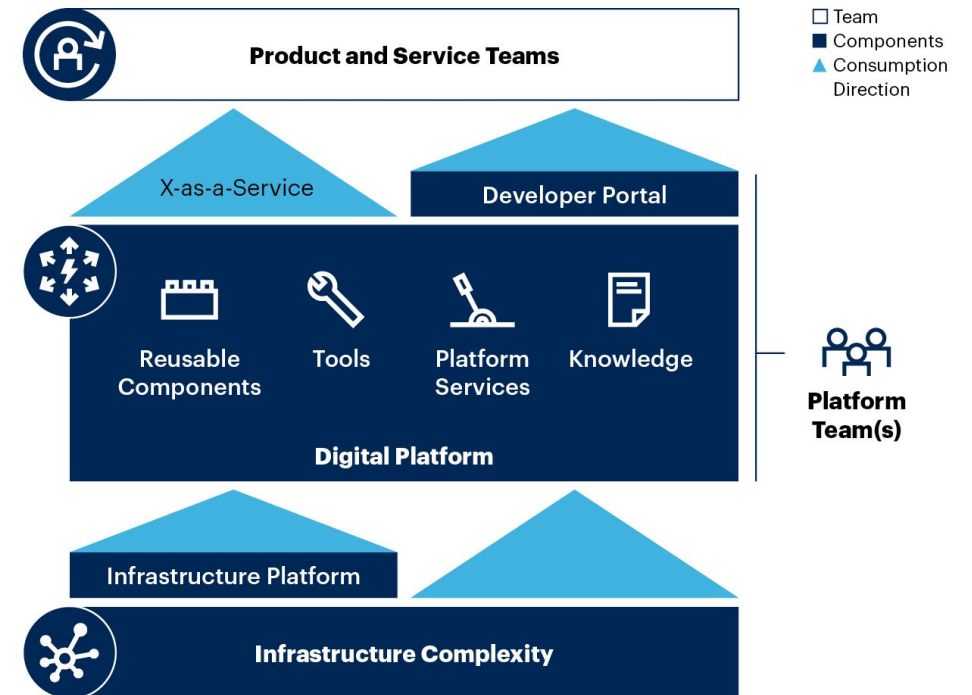 Team
Components
Consumption
Direction
Product and Service Teams
X-as-a-Service
Developer Portal
Reusable
Components
Tools
Platform
Services
Knowledge
Digital Platform
Platform
Team(s)
Infrastructure Platform
Infrastructure Complexity